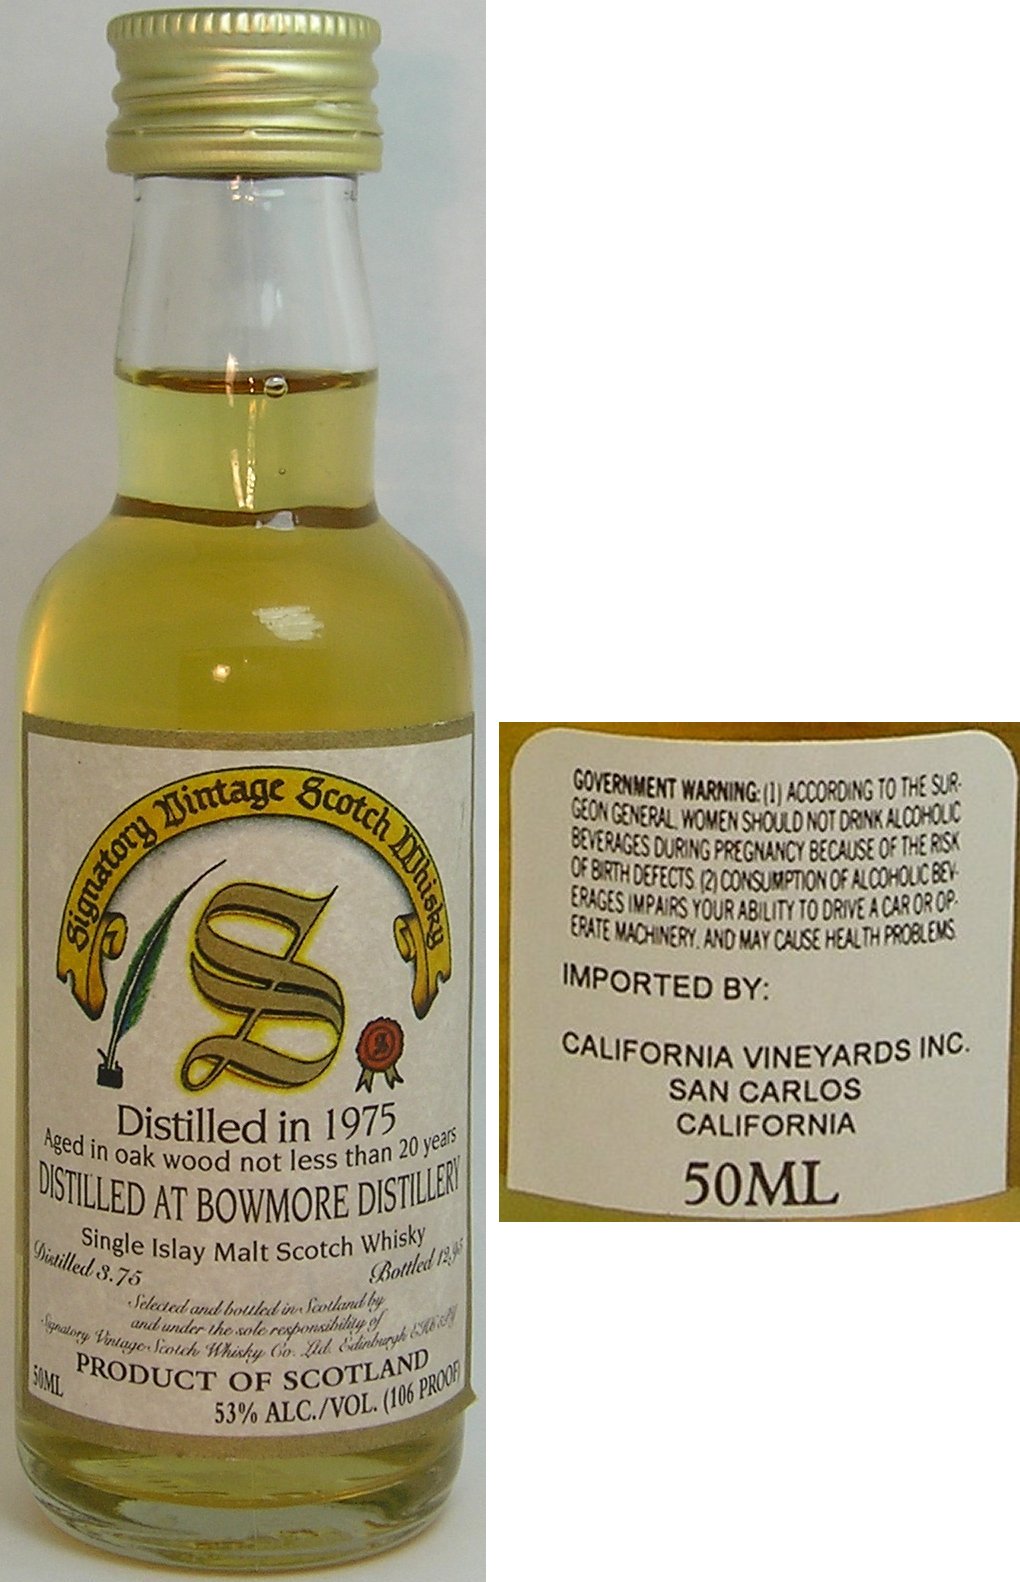 Signatory Vintage Scotch Whisky
S
S
Distilled in 1975
Aged in oak wood not less than 20 years
DISTILLED AT BOWMORE DISTILLERY
Single Islay Malt Scotch Whisky
Distilled 3.75
Bottled 12.95
Selected and bottled in Scotland by
and under the sole responsibility of
Signatory Vintage Scotch Whisky Co. Ltd. Edinburgh
PRODUCT OF SCOTLAND
50ML
53% ALC./VOL. (106 PROOF)
GOVERNMENT WARNING: (1) ACCORDING TO THE SUR-
GEON GENERAL, WOMEN SHOULD NOT DRINK ALCOHOLIC
BEVERAGES DURING PREGNANCY BECAUSE OF THE RISK
OF BIRTH DEFECTS. (2) CONSUMPTION OF ALCOHOLIC BEV-
ERAGES IMPAIRS YOUR ABILITY TO DRIVE A CAR OR OP-
ERATE MACHINERY, AND MAY CAUSE HEALTH PROBLEMS.
IMPORTED BY:
CALIFORNIA VINEYARDS INC.
SAN CARLOS
CALIFORNIA
50ML